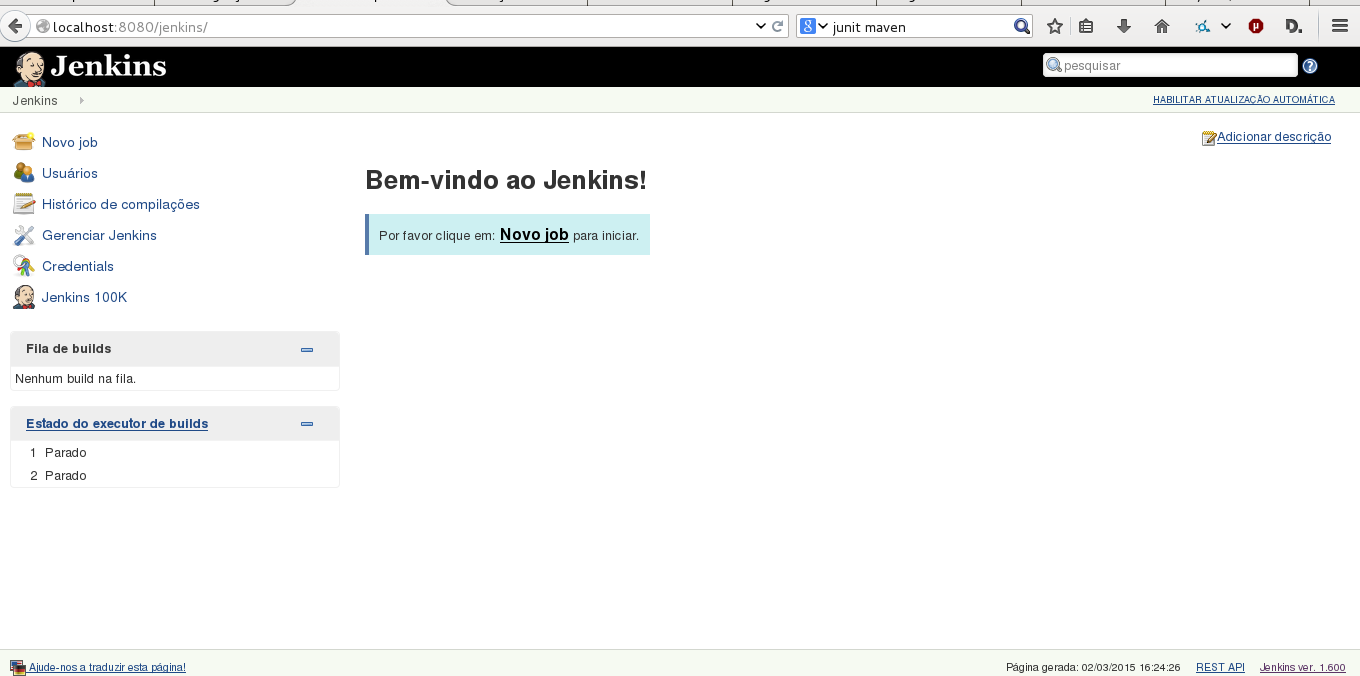 localhost:8080/jenkins/
8 junit maven
D.
Jenkins
pesquisar
?
Jenkins
HABILITAR ATUALIZAÇÃO AUTOMÁTICA
Adicionar descrição
Novo job
Usuários
Histórico de compilações
Gerenciar Jenkins
Credentials
Jenkins 100K
Bem-vindo ao Jenkins!
Por favor clique em: Novo job para iniciar.
Fila de builds
Nenhum build na fila.
Estado do executor de builds
1 Parado
2 Parado
Ajude-nos a traduzir esta página!
Página gerada: 02/03/2015 16:24:26 REST API Jenkins ver. 1.600